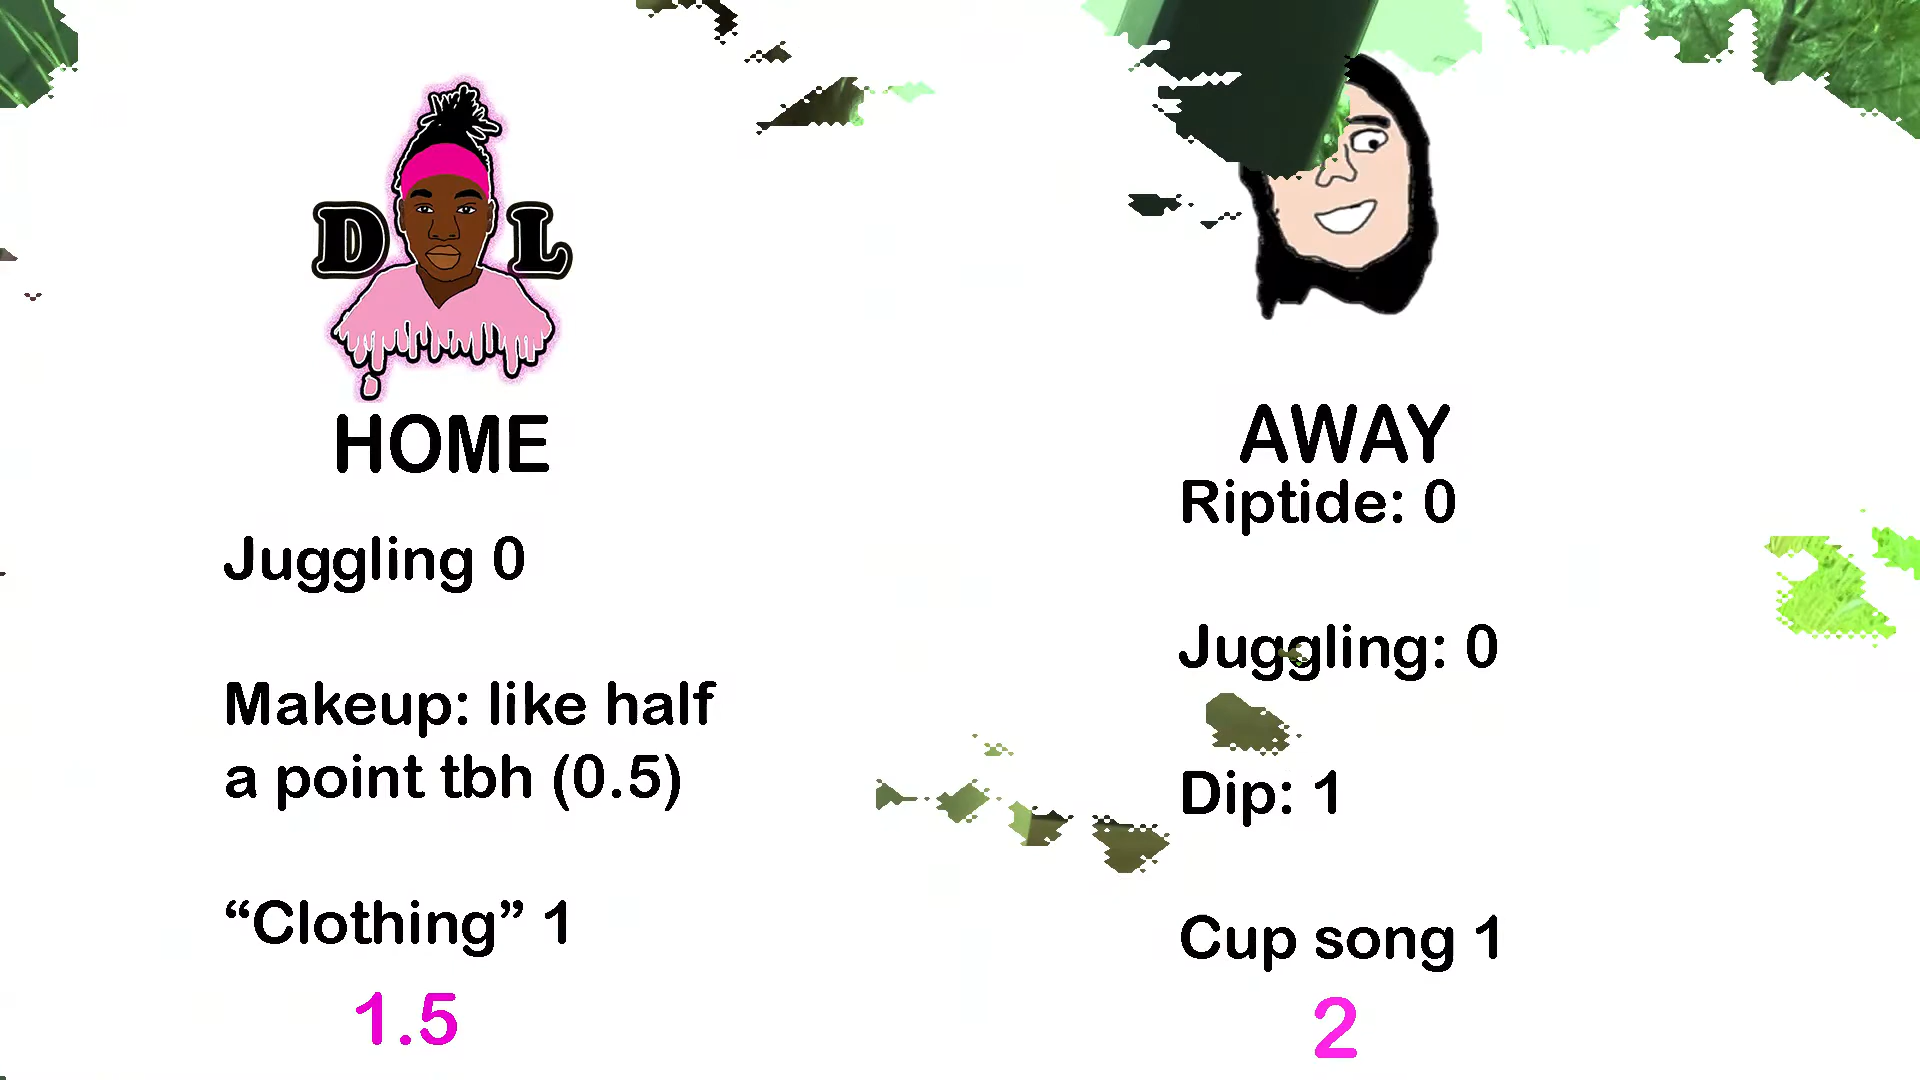 D L
HOME
Juggling 0
Makeup: like half
a point tbh (0.5)
“Clothing” 1
1.5
AWAY
Riptide: 0
Juggling: 0
Dip: 1
Cup song 1
2